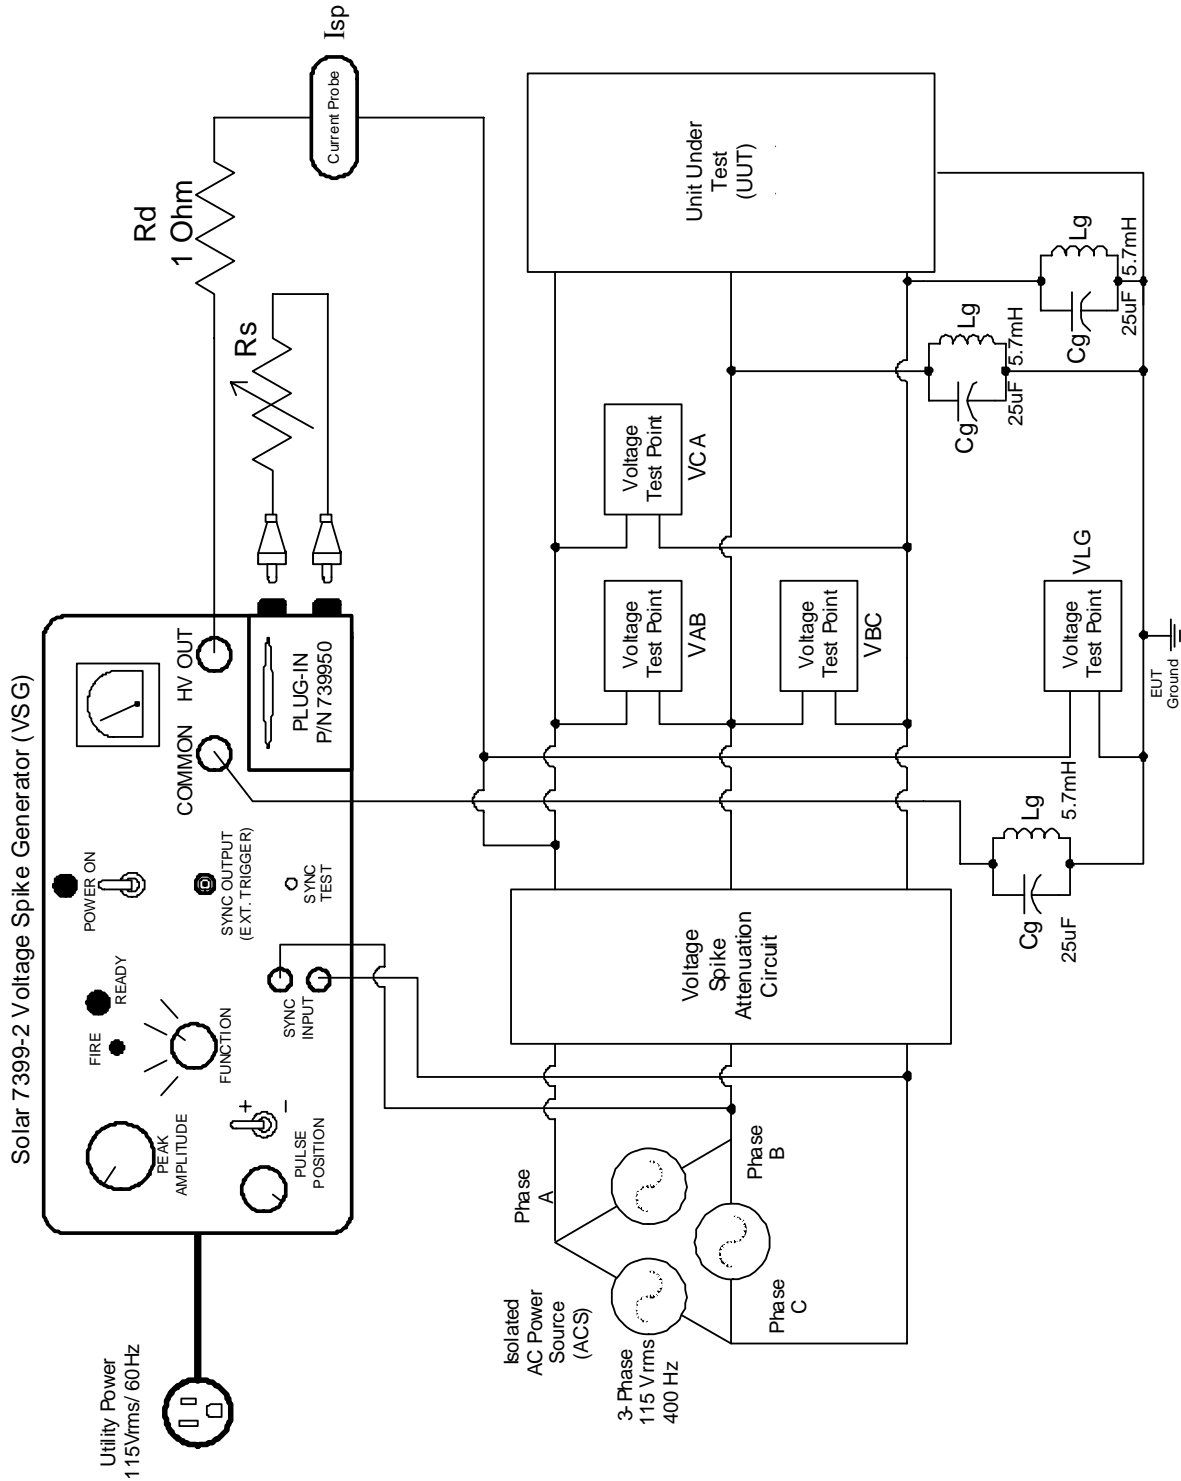 Solar 7399-2 Voltage Spike Generator (VSG)
Utility Power
115Vrms/ 60Hz
PEAK
AMPLITUDE
PULSE
POSITION
+
-
FIRE
READY
FUNCTION
SYNC
INPUT
POWER ON
SYNC OUTPUT
(EXT. TRIGGER)
SYNC
TEST
COMMON
HV OUT
PLUG-IN
P/N 739950
Rs
Rd
1 Ohm
Current Probe
Isp
Isolated
AC Power
Source
(ACS)
3-Phase
115 Vrms
400 Hz
Phase
A
Phase
B
Phase
C
Voltage
Spike
Attenuation
Circuit
Voltage
Test Point
VAB
Voltage
Test Point
VCA
Voltage
Test Point
VBC
Voltage
Test Point
VLG
Unit Under
Test
(UUT)
Cg
25uF
Lg
5.7mH
Cg
25uF
Lg
5.7mH
Cg
25uF
Lg
5.7mH
EUT
Ground